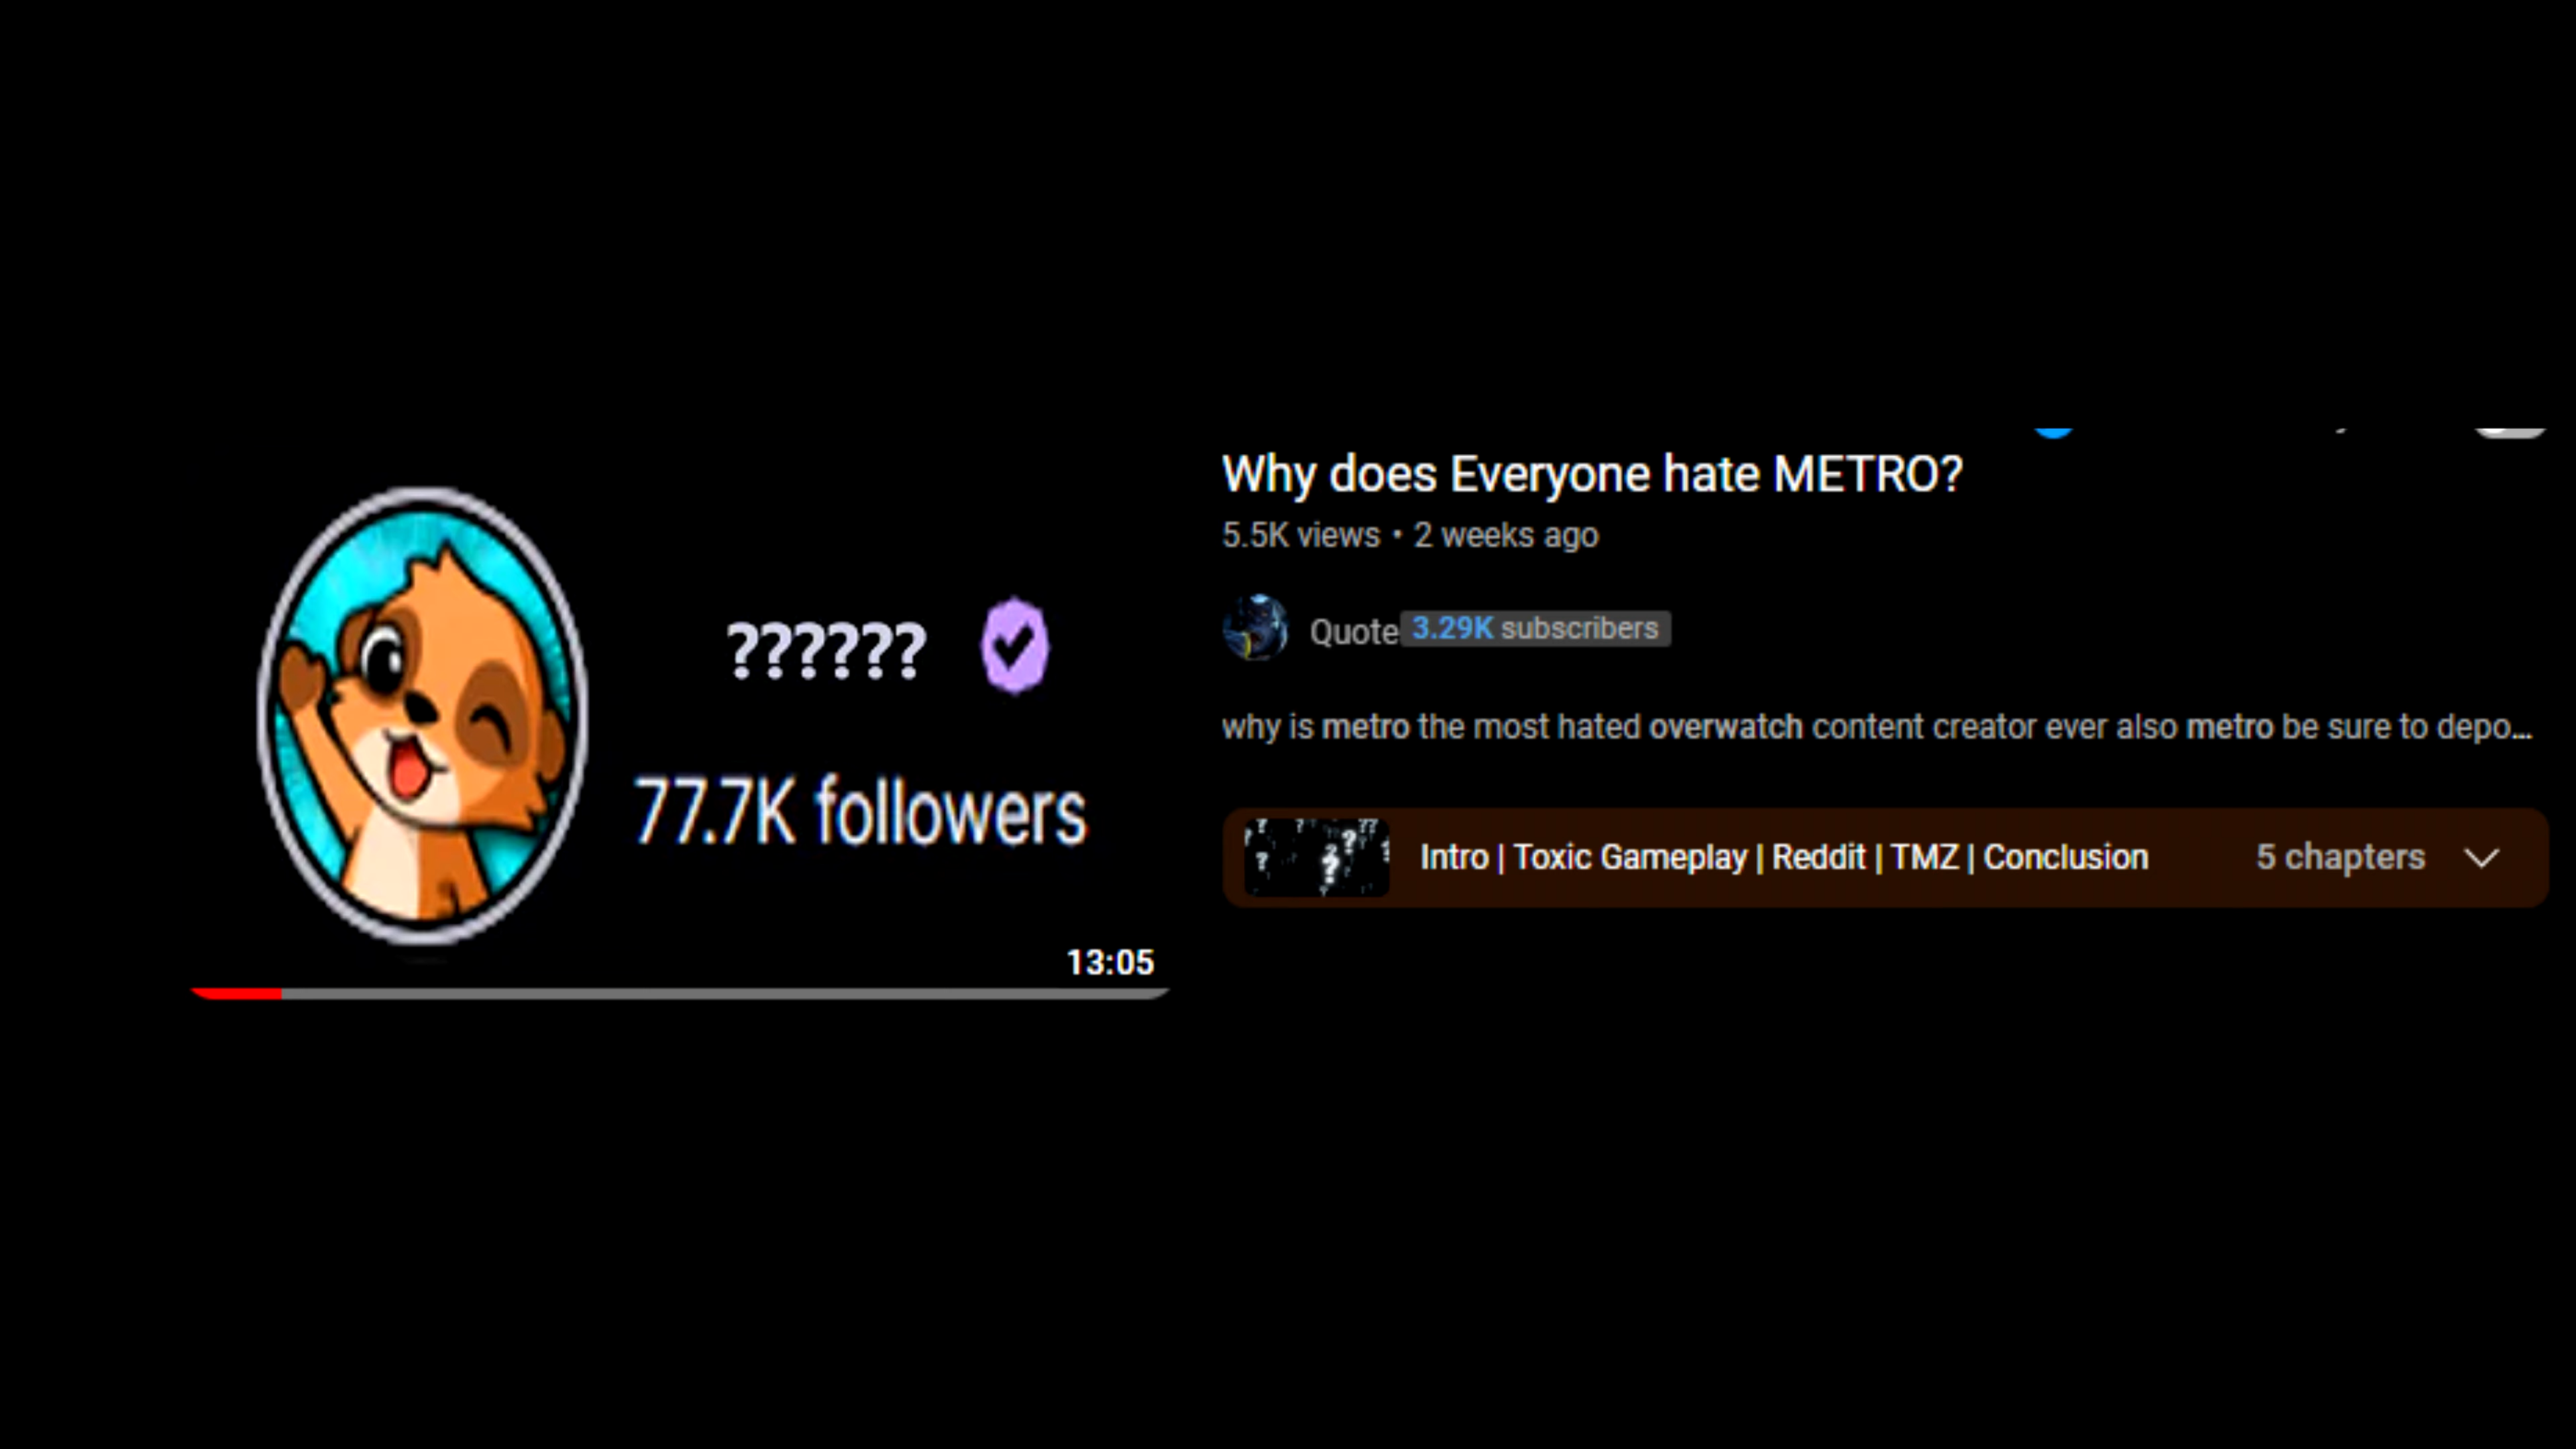 ??????
77.7K followers
13:05
Why does Everyone hate METRO?
5.5K views • 2 weeks ago
Quote 3.29K subscribers
why is metro the most hated overwatch content creator ever also metro be sure to depo...
Intro | Toxic Gameplay | Reddit | TMZ | Conclusion 5 chapters